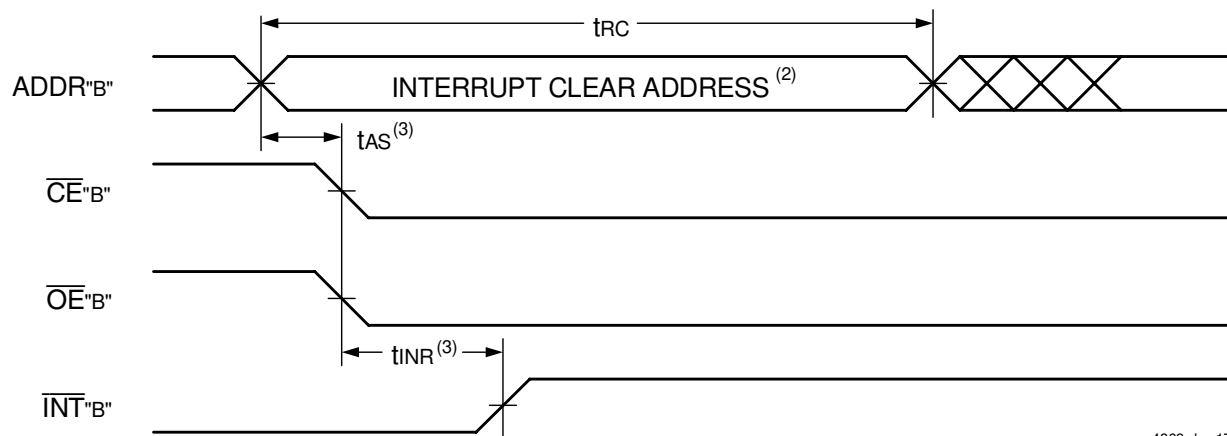 tRC
ADDR"B"
INTERRUPT CLEAR ADDRESS (2)
tAS(3)
CE"B"
OE"B"
tINR(3)
INT"B"